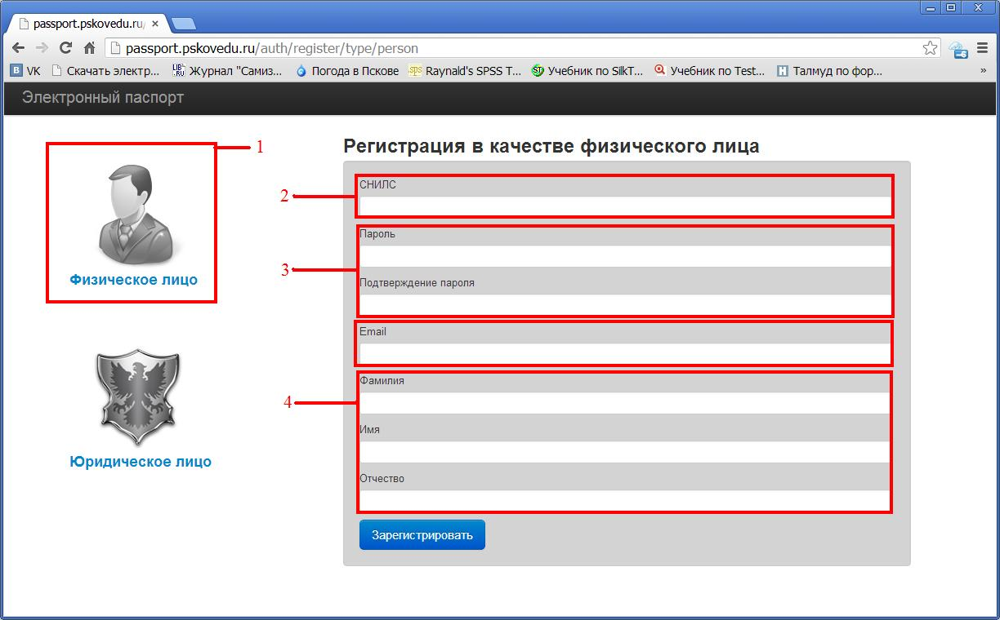 passport.pskovedu.ru/
passport.pskovedu.ru/auth/register/type/person
VK
Скачать электр...
Журнал "Самиз...
Погода в Пскове
Raynald's SPSS T...
Учебник по SilkT...
Учебник по Test...
Талмуд по фор...
»
Электронный паспорт
1
Физическое лицо
Юридическое лицо
Регистрация в качестве физического лица
2
СНИЛС
3
Пароль
Подтверждение пароля
Email
4
Фамилия
Имя
Отчество
Зарегистрировать